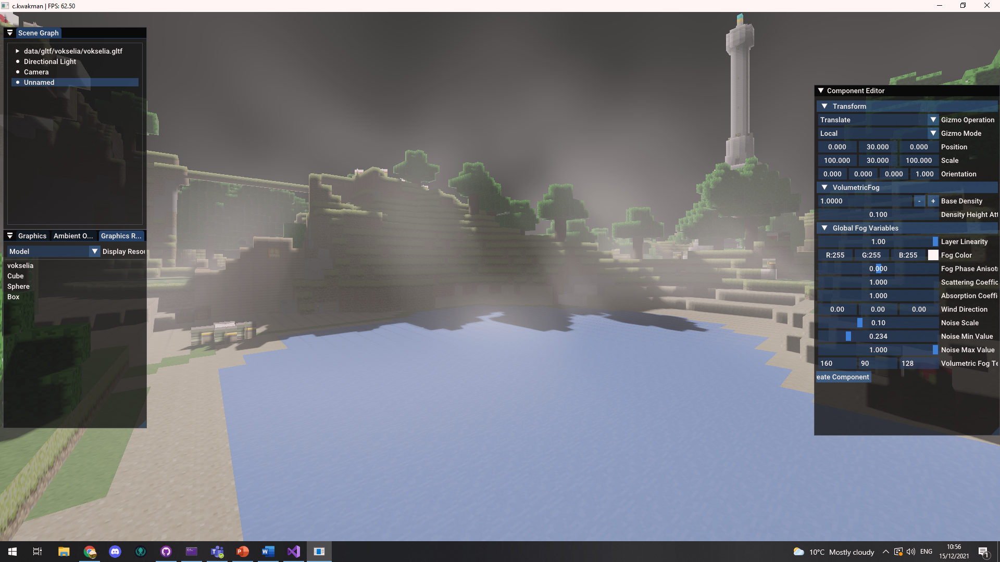 c.kwakman | FPS: 62.50
Scene Graph
data/gltf/vokselia/vokselia.gltf
Directional Light
Camera
Unnamed
Graphics Ambient O... Graphics R...
Model Display Resou
vokselia
Cube
Sphere
Box
Component Editor
Transform
Translate Gizmo Operation
Local Gizmo Mode
0.000 30.000 0.000 Position
100.000 30.000 100.000 Scale
0.000 0.000 0.000 1.000 Orientation
VolumetricFog
1.0000 - + Base Density
0.100 Density Height Att
Global Fog Variables
1.00 Layer Linearity
R:255 G:255 B:255 Fog Color
0.000 Fog Phase Anisotr
1.000 Scattering Coeffic
1.000 Absorption Coeffi
0.00 0.00 0.00 Wind Direction
0.10 Noise Scale
0.234 Noise Min Value
1.000 Noise Max Value
160 90 128 Volumetric Fog Te
eate Component
10°C Mostly cloudy ENG
10:56
15/12/2021
1